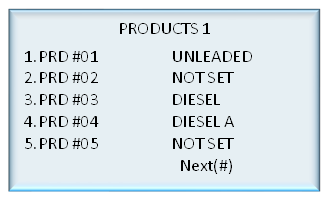 PRODUCTS 1
1. PRD #01 UNLEADED
2. PRD #02 NOT SET
3. PRD #03 DIESEL
4. PRD #04 DIESEL A
5. PRD #05 NOT SET
Next(#)